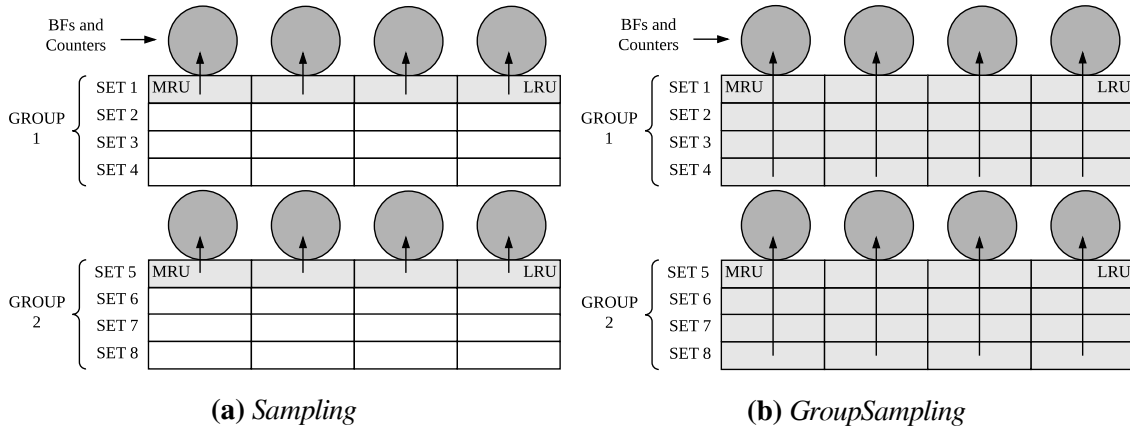 BFs and
Counters
SET 1 MRU LRU
SET 2
GROUP
1
SET 3
SET 4
SET 5 MRU LRU
SET 6
GROUP
2
SET 7
SET 8
(a) Sampling
BFs and
Counters
SET 1 MRU LRU
SET 2
GROUP
1
SET 3
SET 4
SET 5 MRU LRU
SET 6
GROUP
2
SET 7
SET 8
(b) GroupSampling